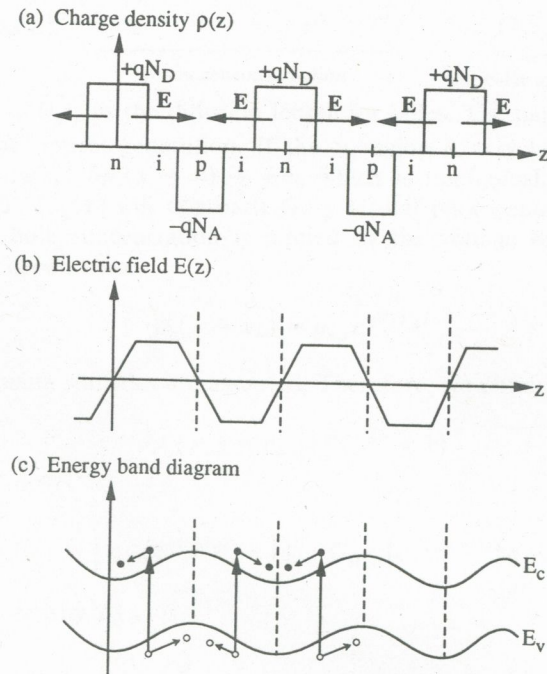 (a) Charge density ρ(z)
+qN_D +qN_D +qN_D
E E E E E
n i p i n i p i n z
−qN_A −qN_A
(b) Electric field E(z)
z
(c) Energy band diagram
E_c
E_v